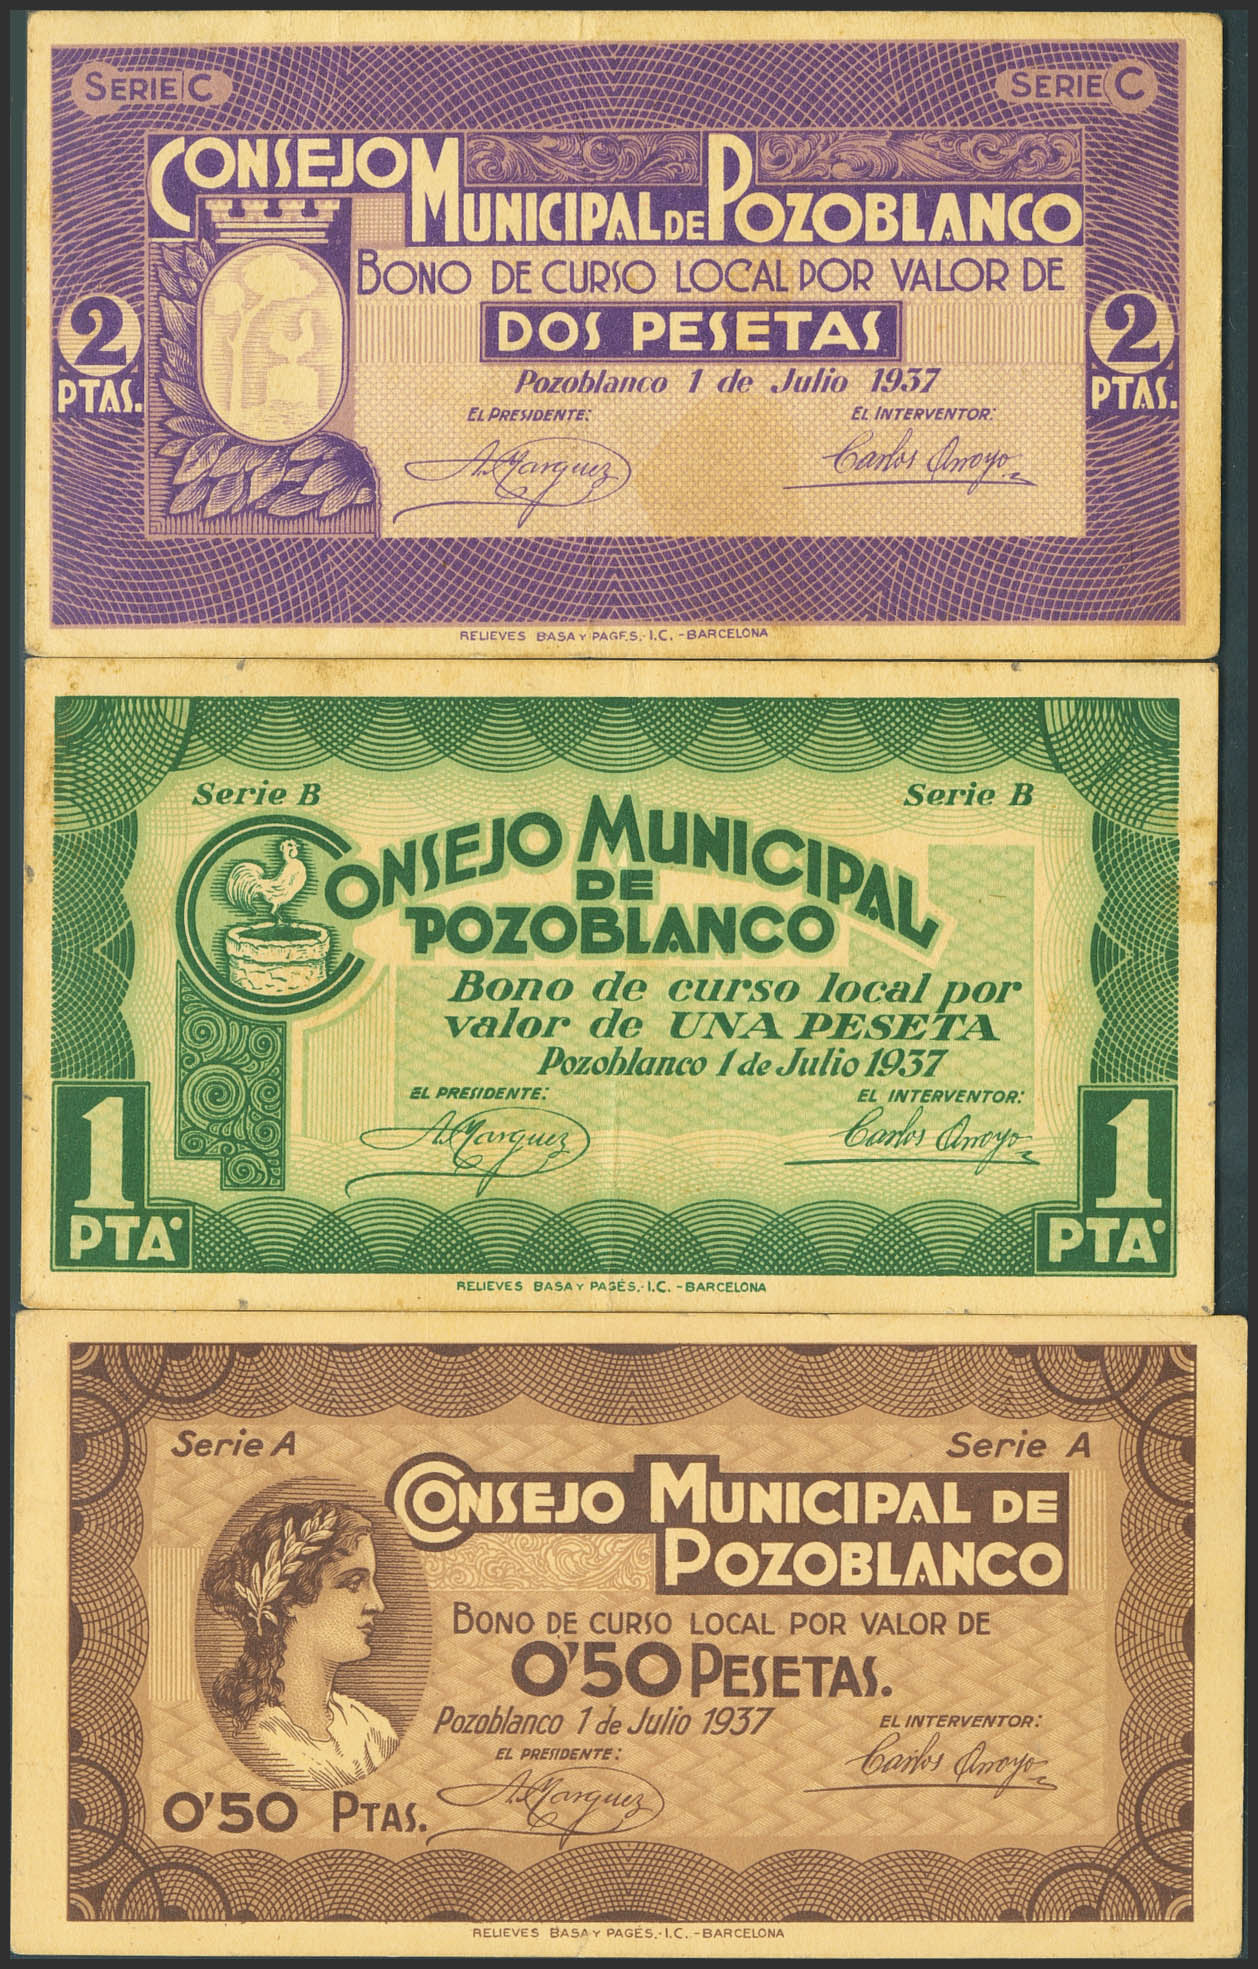 SERIE C
SERIE C
CONSEJO
MUNICIPAL DE POZOBLANCO
BONO DE CURSO LOCAL POR VALOR DE
DOS PESETAS
2
PTAS.
2
PTAS.
Pozoblanco 1 de Julio 1937
EL PRESIDENTE:
EL INTERVENTOR:
A. Marquez
Carlos Arroyo
RELIEVES BASA Y PAGES.-I.C.-BARCELONA
Serie B
Serie B
CONSEJO MUNICIPAL
DE
POZOBLANCO
Bono de curso local por
valor de UNA PESETA
Pozoblanco 1 de Julio 1937
EL PRESIDENTE:
EL INTERVENTOR:
A. Marquez
Carlos Arroyo
1
PTA.
1
PTA.
RELIEVES BASA Y PAGÉS.-I.C.-BARCELONA
Serie A
Serie A
CONSEJO MUNICIPAL DE
POZOBLANCO
BONO DE CURSO LOCAL POR VALOR DE
0'50 PESETAS.
Pozoblanco 1 de Julio 1937
EL INTERVENTOR:
EL PRESIDENTE:
Carlos Arroyo
A. Marquez
0'50 PTAS.
RELIEVES BASA Y PAGÉS.-I.C.-BARCELONA